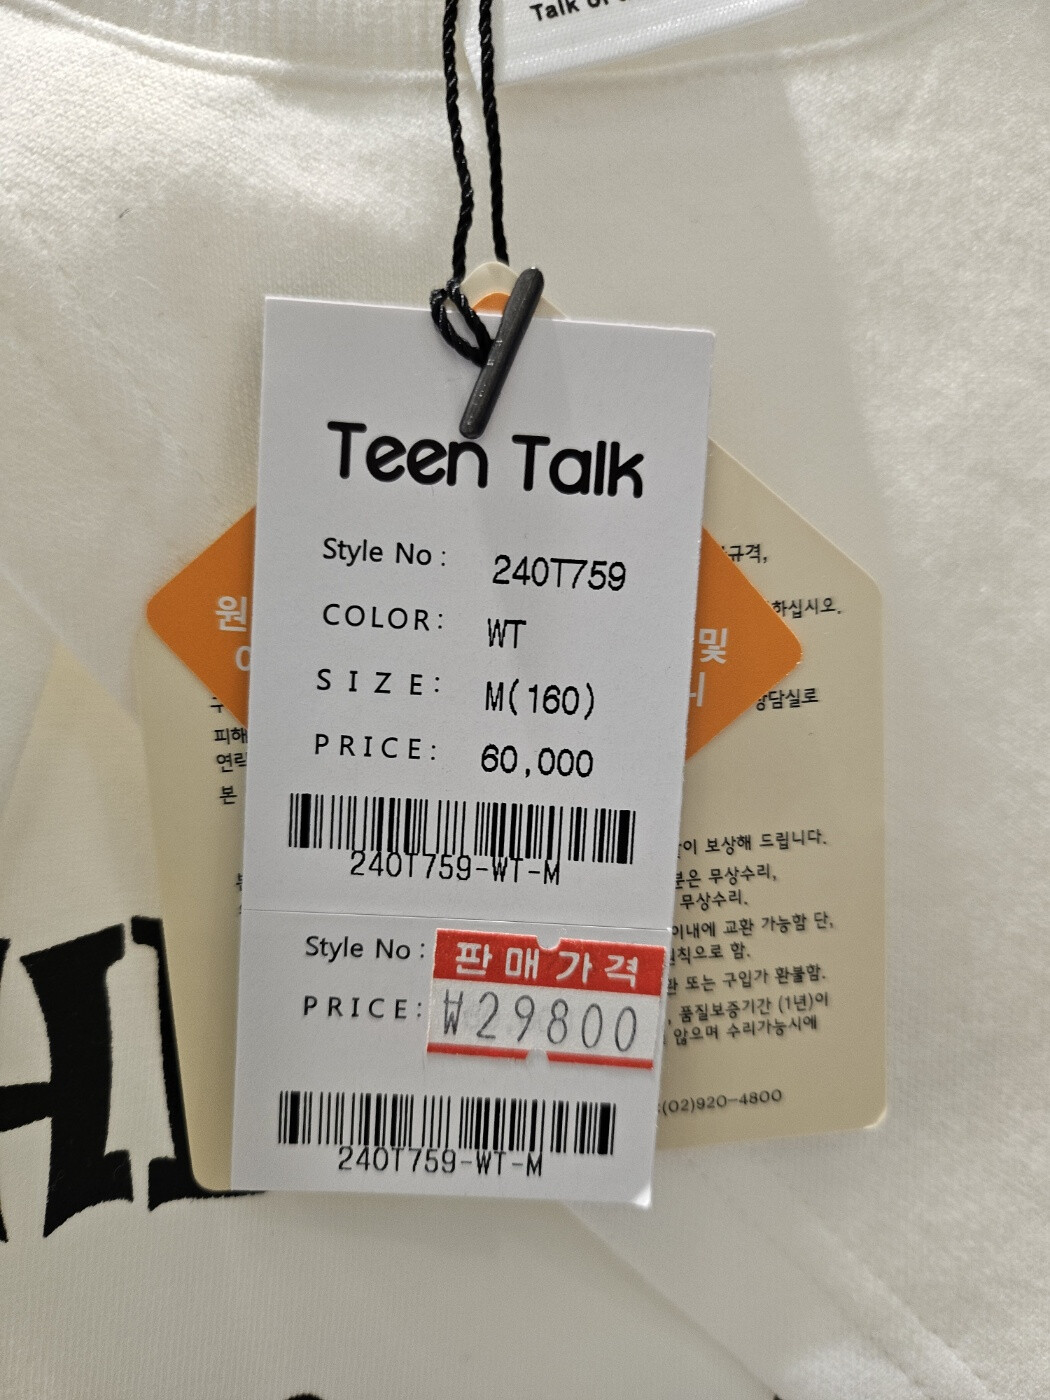 Talk of
Teen Talk
Style No : 240T759
COLOR: WT
SIZE: M(160)
PRICE: 60,000
240T759-WT-M
Style No :
판매가격
PRICE: ₩29800
240T759-WT-M
원
및
니
규격,
하십시오.
상담실로
피해
연락
본
이 보상해 드립니다.
분은 무상수리,
무상수리.
이내에 교환 가능함 단,
원칙으로 함.
환 또는 구입가 환불함.
품질보증기간 (1년)이
않으며 수리가능시에
(02)920-4800